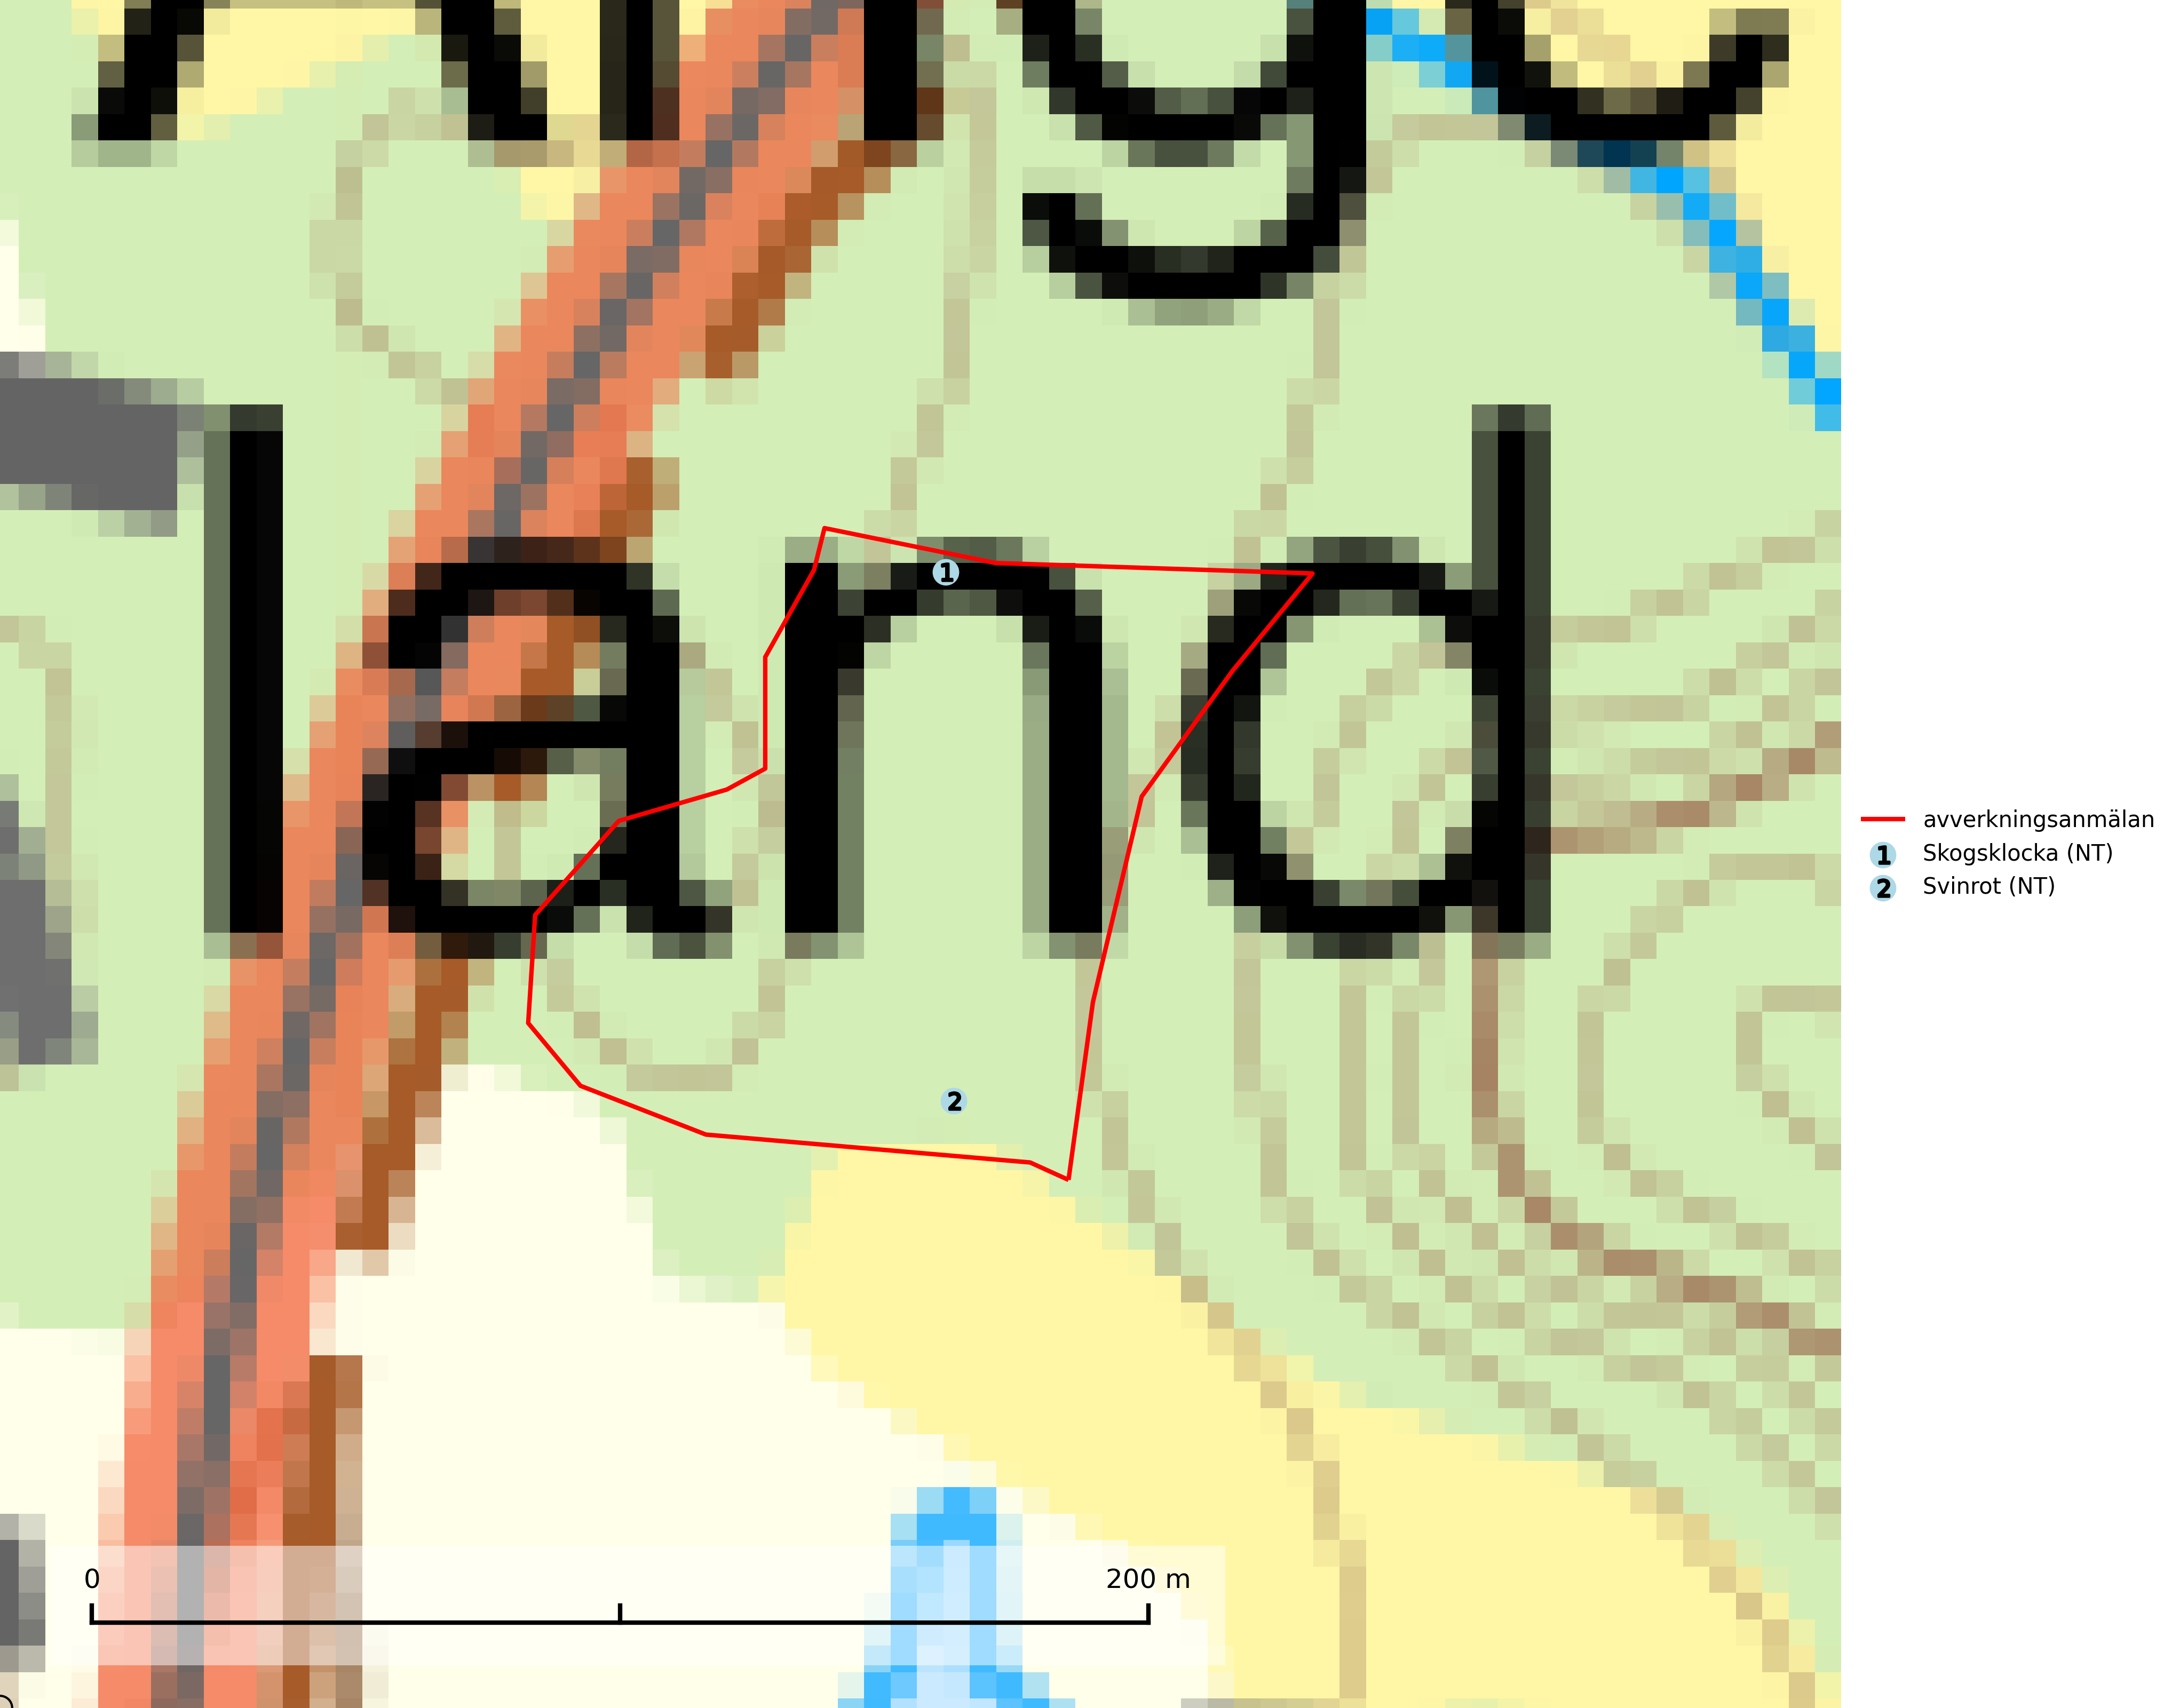 land
1
2
avverkningsanmälan
1 Skogsklocka (NT)
2 Svinrot (NT)
0 200 m